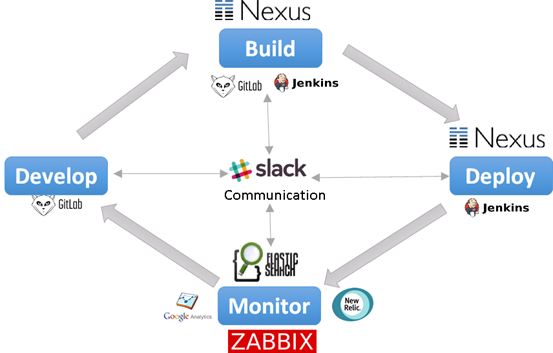 Nexus
Build
GitLab
Jenkins
Nexus
Develop
slack
Communication
Deploy
GitLab
Jenkins
ELASTIC
SEARCH
Google Analytics
Monitor
New
Relic.
ZABBIX